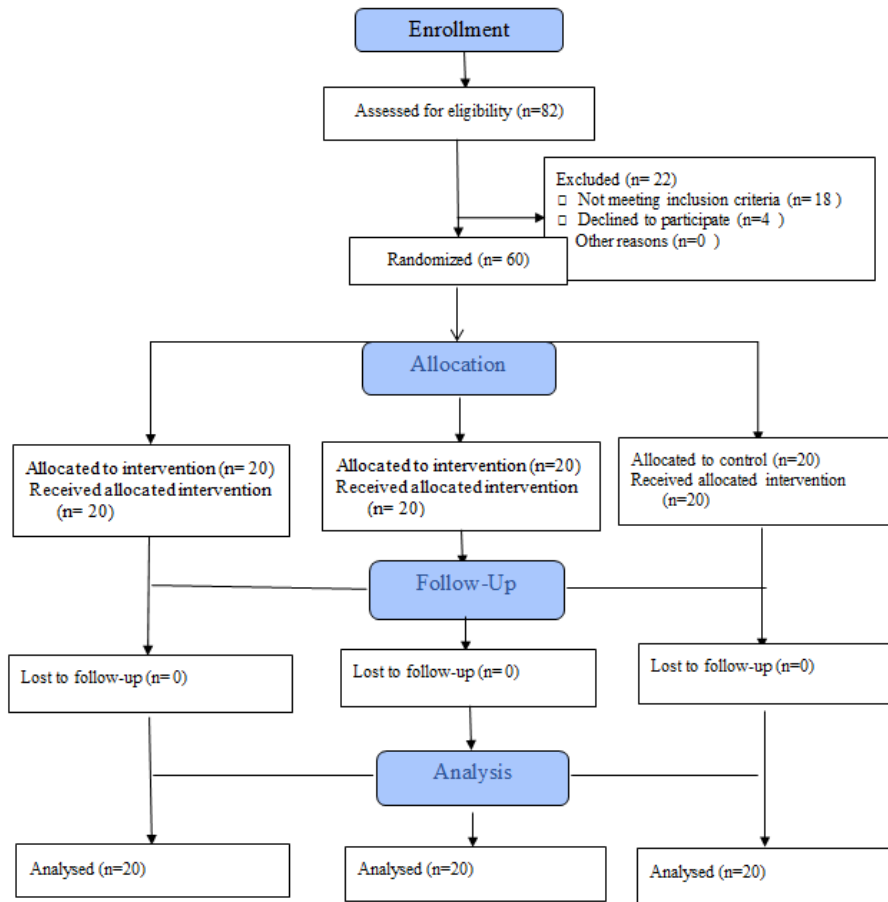 Enrollment
Assessed for eligibility (n=82)
Excluded (n= 22)
□ Not meeting inclusion criteria (n= 18 )
□ Declined to participate (n=4 )
Other reasons (n=0 )
Randomized (n= 60)
Allocation
Allocated to intervention (n= 20)
Received allocated intervention
(n= 20)
Allocated to intervention (n=20)
Received allocated intervention
(n= 20)
Allocated to control (n=20)
Received allocated intervention
(n=20)
Follow-Up
Lost to follow-up (n= 0)
Lost to follow-up (n= 0)
Lost to follow-up (n=0)
Analysis
Analysed (n=20)
Analysed (n=20)
Analysed (n=20)